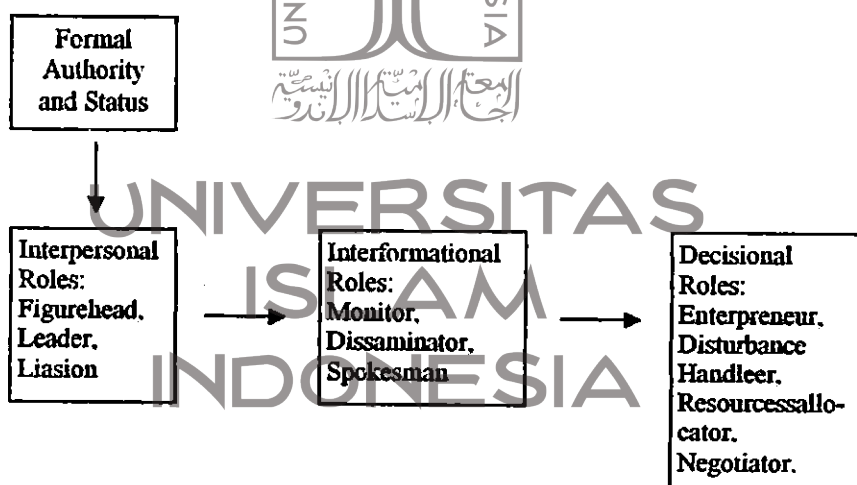 Formal
Authority
and Status
UNIVERSITAS
ISLAM
INDONESIA
Interpersonal
Roles:
Figurehead,
Leader,
Liasion
Interformational
Roles:
Monitor,
Dissaminator,
Spokesman
Decisional
Roles:
Enterpreneur,
Disturbance
Handleer,
Resourcessallo-
cator,
Negotiator.